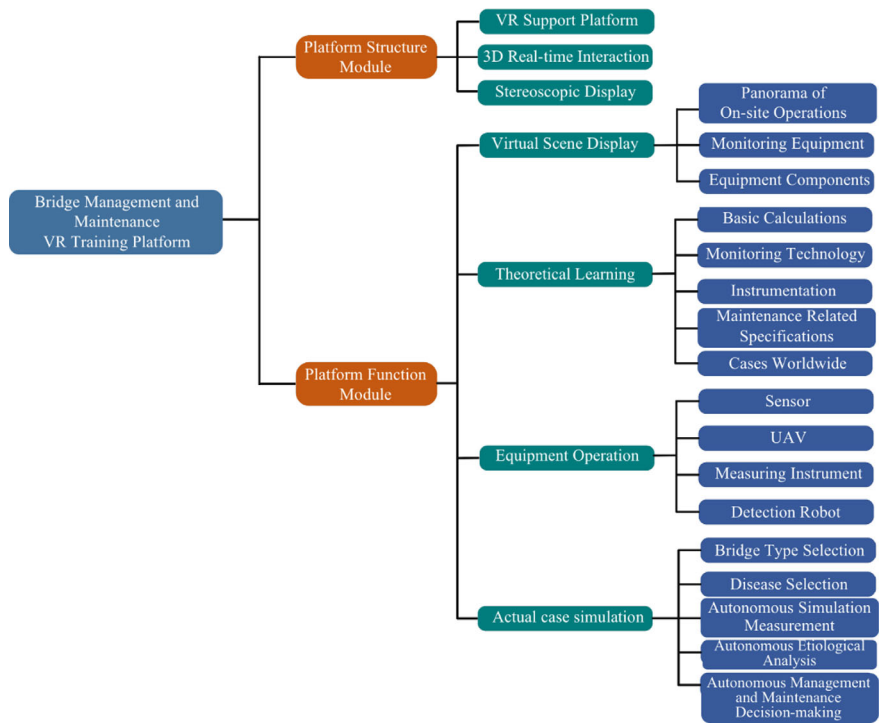 Bridge Management and
Maintenance
VR Training Platform
Platform Structure
Module
VR Support Platform
3D Real-time Interaction
Stereoscopic Display
Platform Function
Module
Virtual Scene Display
Panorama of
On-site Operations
Monitoring Equipment
Equipment Components
Theoretical Learning
Basic Calculations
Monitoring Technology
Instrumentation
Maintenance Related
Specifications
Cases Worldwide
Equipment Operation
Sensor
UAV
Measuring Instrument
Detection Robot
Actual case simulation
Bridge Type Selection
Disease Selection
Autonomous Simulation
Measurement
Autonomous Etiological
Analysis
Autonomous Management
and Maintenance
Decision-making